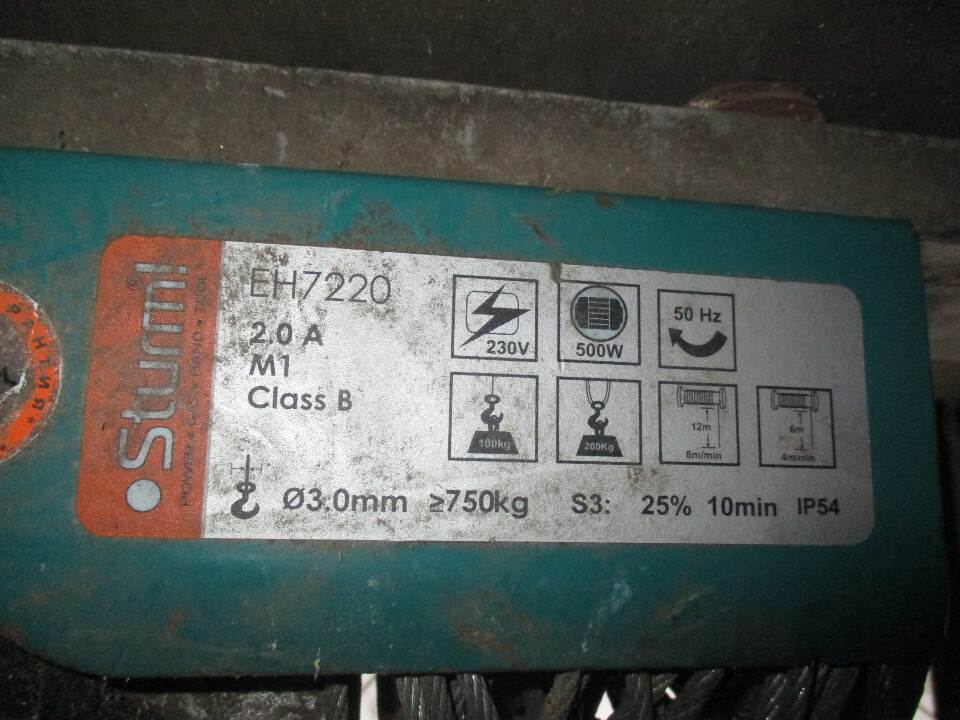 Sturm!
EH7220
2.0 A
M1
Class B
230V
500W
50 Hz
100kg
200Kg
12m
8m/min
6m
4m/min
Ø3.0mm ≥750kg S3: 25% 10min IP54